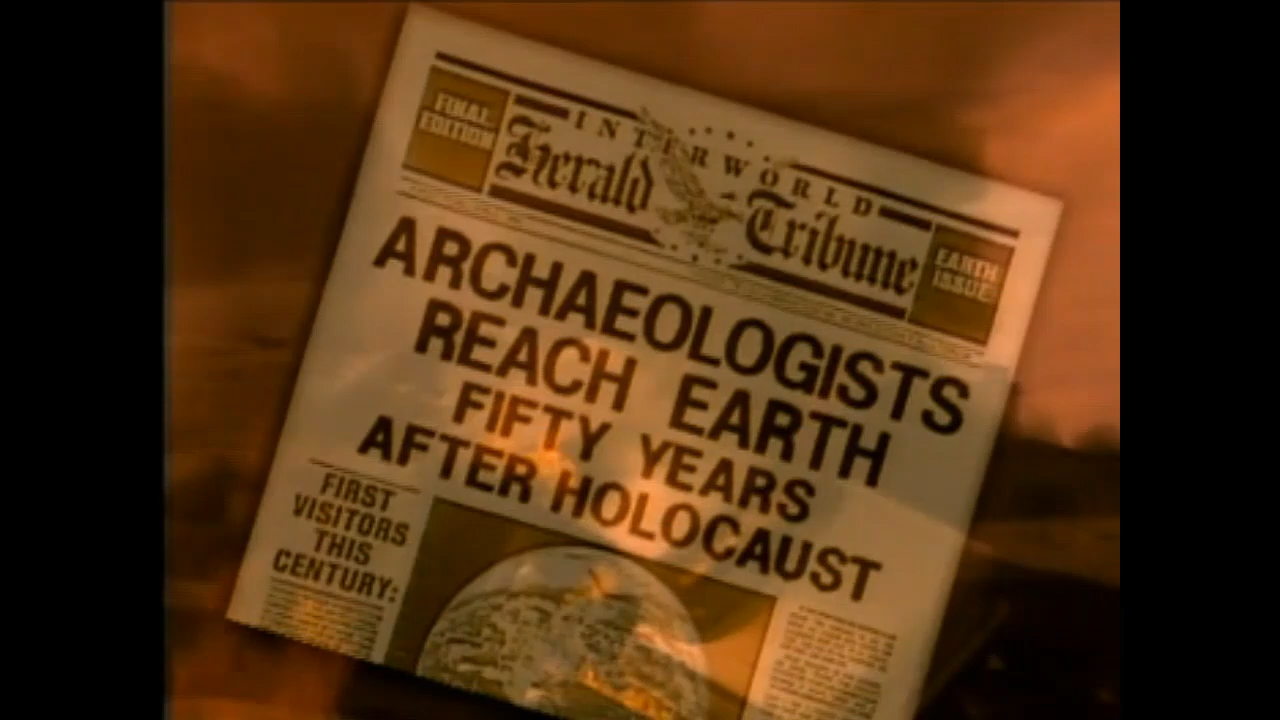 FINAL
EDITION
INTERWORLD
Herald Tribune
EARTH
ISSUE
ARCHAEOLOGISTS
REACH EARTH
FIFTY YEARS
AFTER HOLOCAUST
FIRST
VISITORS
THIS
CENTURY: